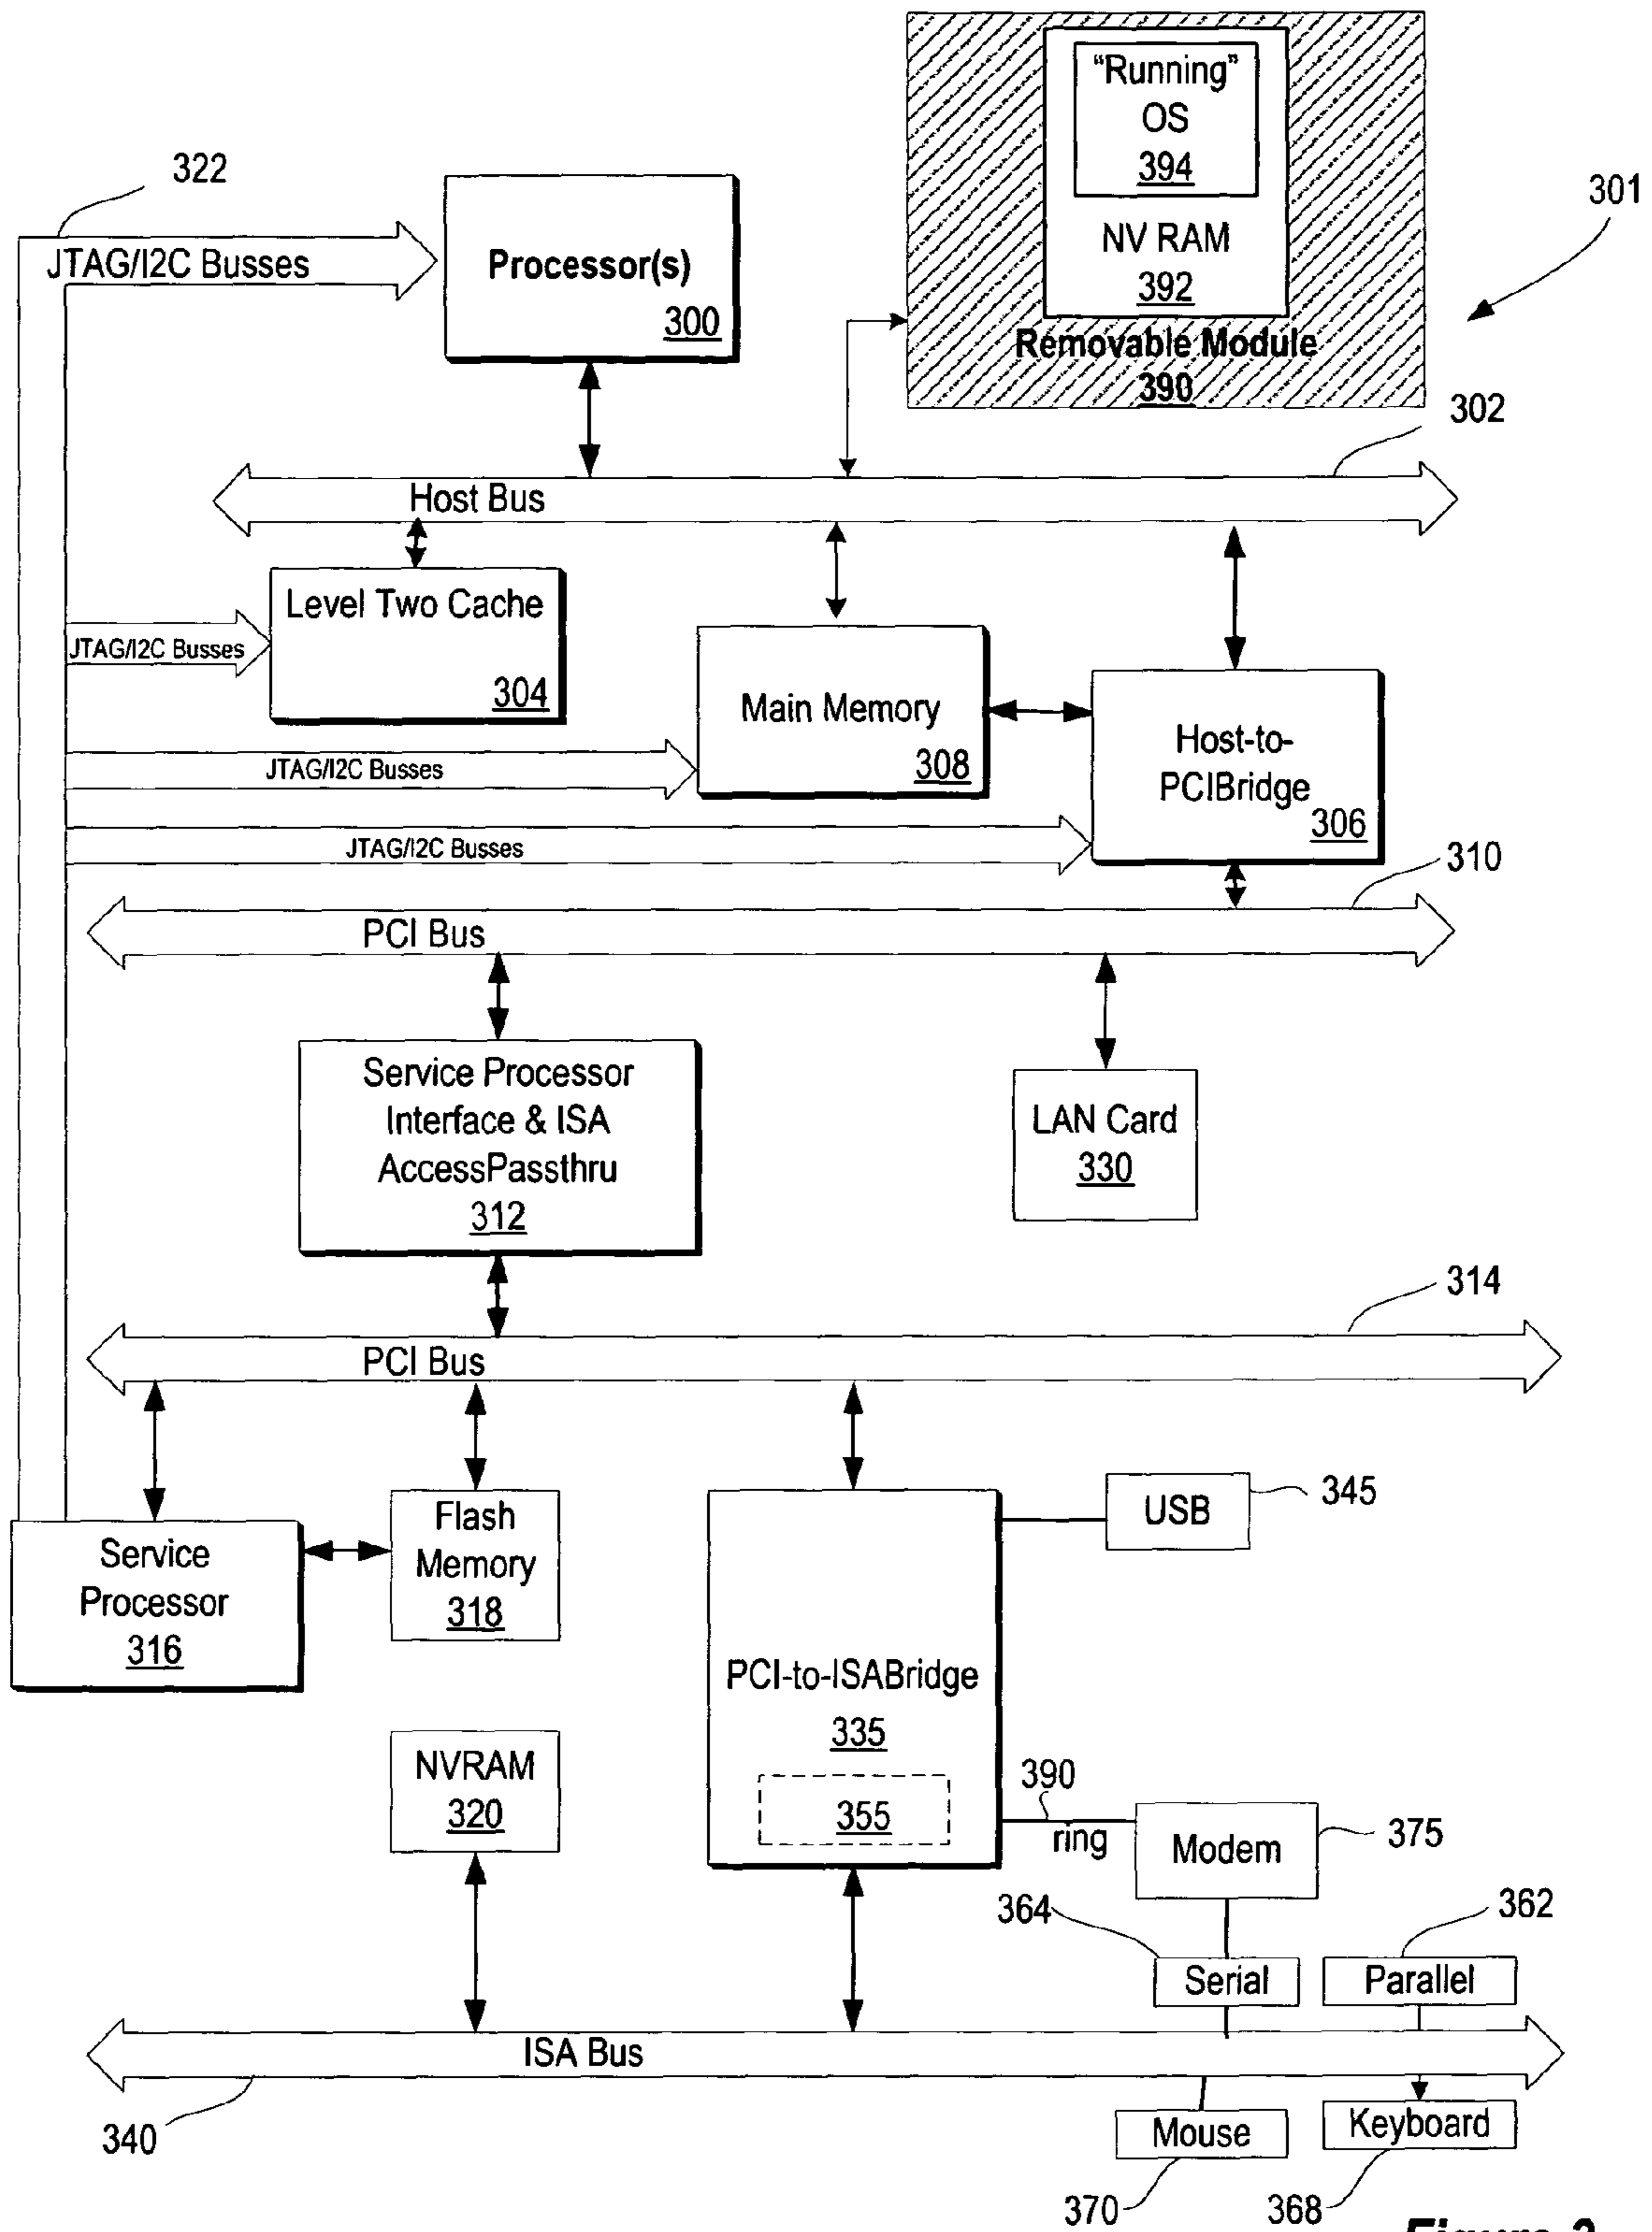 "Running"
OS
394
NV RAM
392
Removable Module
390
301
322
JTAG/I2C Busses
Processor(s)
300
302
Host Bus
Level Two Cache
304
JTAG/I2C Busses
Main Memory
308
Host-to-
PCIBridge
306
JTAG/I2C Busses
JTAG/I2C Busses
310
PCI Bus
Service Processor
Interface & ISA
AccessPassthru
312
LAN Card
330
314
PCI Bus
Service
Processor
316
Flash
Memory
318
USB
345
PCI-to-ISABridge
335
355
NVRAM
320
390
ring
Modem
375
364
362
Serial
Parallel
ISA Bus
340
Mouse
Keyboard
370
368